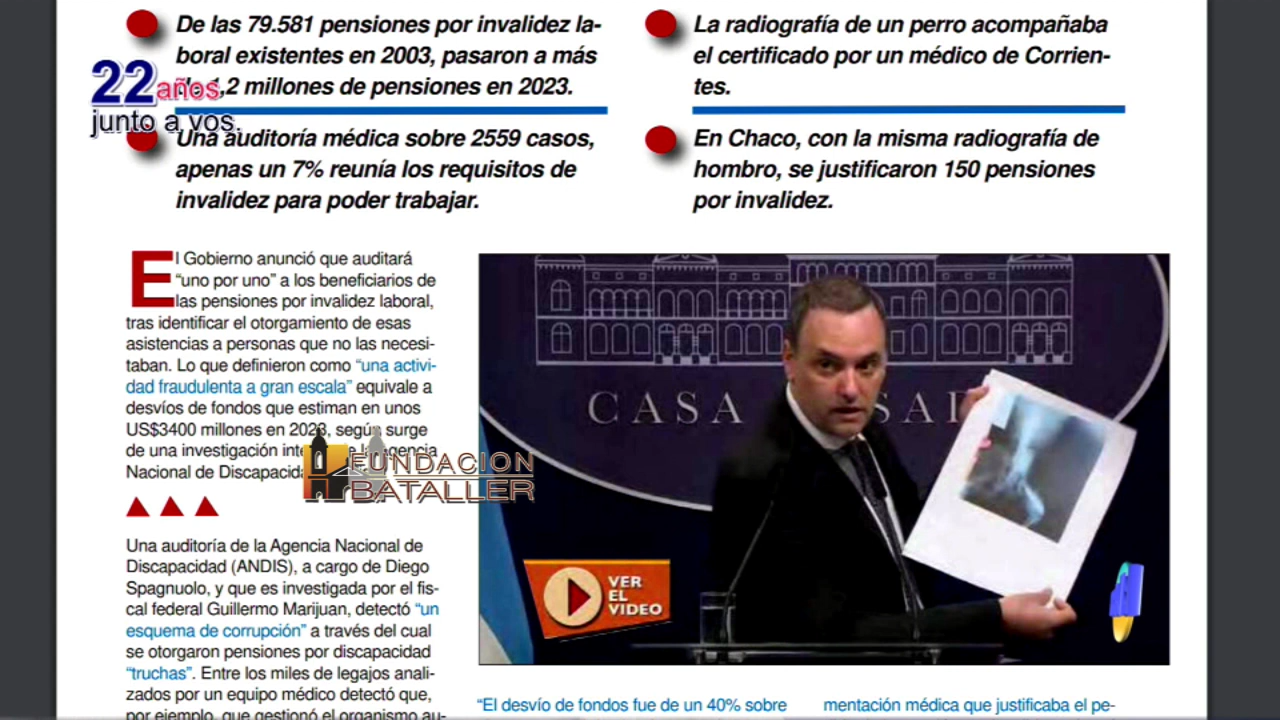 De las 79.581 pensiones por invalidez la-
boral existentes en 2003, pasaron a más
1,2 millones de pensiones en 2023.
Una auditoría médica sobre 2559 casos,
apenas un 7% reunía los requisitos de
invalidez para poder trabajar.
La radiografía de un perro acompañaba
el certificado por un médico de Corrien-
tes.
En Chaco, con la misma radiografía de
hombro, se justificaron 150 pensiones
por invalidez.
22 años
junto a vos.
El Gobierno anunció que auditará
“uno por uno” a los beneficiarios de
las pensiones por invalidez laboral,
tras identificar el otorgamiento de esas
asistencias a personas que no las necesi-
taban. Lo que definieron como “una activi-
dad fraudulenta a gran escala” equivale a
desvíos de fondos que estiman en unos
US$3400 millones en 2023, según surge
de una investigación
Nacional de
Una auditoría de la Agencia Nacional de
Discapacidad (ANDIS), a cargo de Diego
Spagnuolo, y que es investigada por el fis-
cal federal Guillermo Marijuan, detectó “un
esquema de corrupción” a través del cual
se otorgaron pensiones por discapacidad
“truchas”. Entre los miles de legajos anali-
zados por un equipo médico detectó que,
por ejemplo, que gestionó el organismo au-
FUNDACION
BATALLER
CASA
VER
EL
VIDEO
“El desvío de fondos fue de un 40% sobre
mentación médica que justificaba el pe-